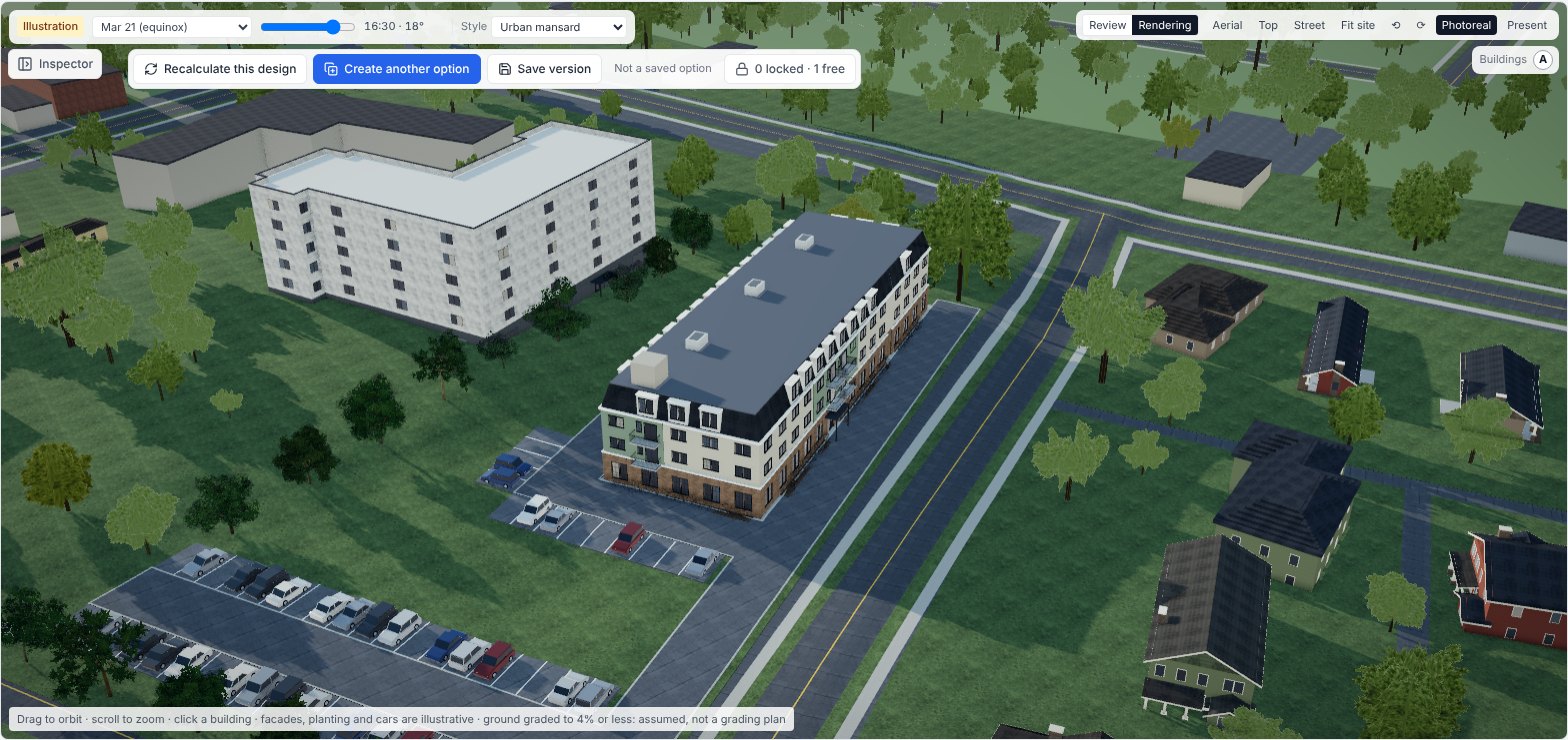 Illustration Mar 21 (equinox) 16:30 · 18° Style Urban mansard Review Rendering Aerial Top Street Fit site ⟲ ⟳ Photoreal Present
Inspector Recalculate this design Create another option Save version Not a saved option 0 locked · 1 free Buildings A
Drag to orbit · scroll to zoom · click a building · facades, planting and cars are illustrative · ground graded to 4% or less: assumed, not a grading plan